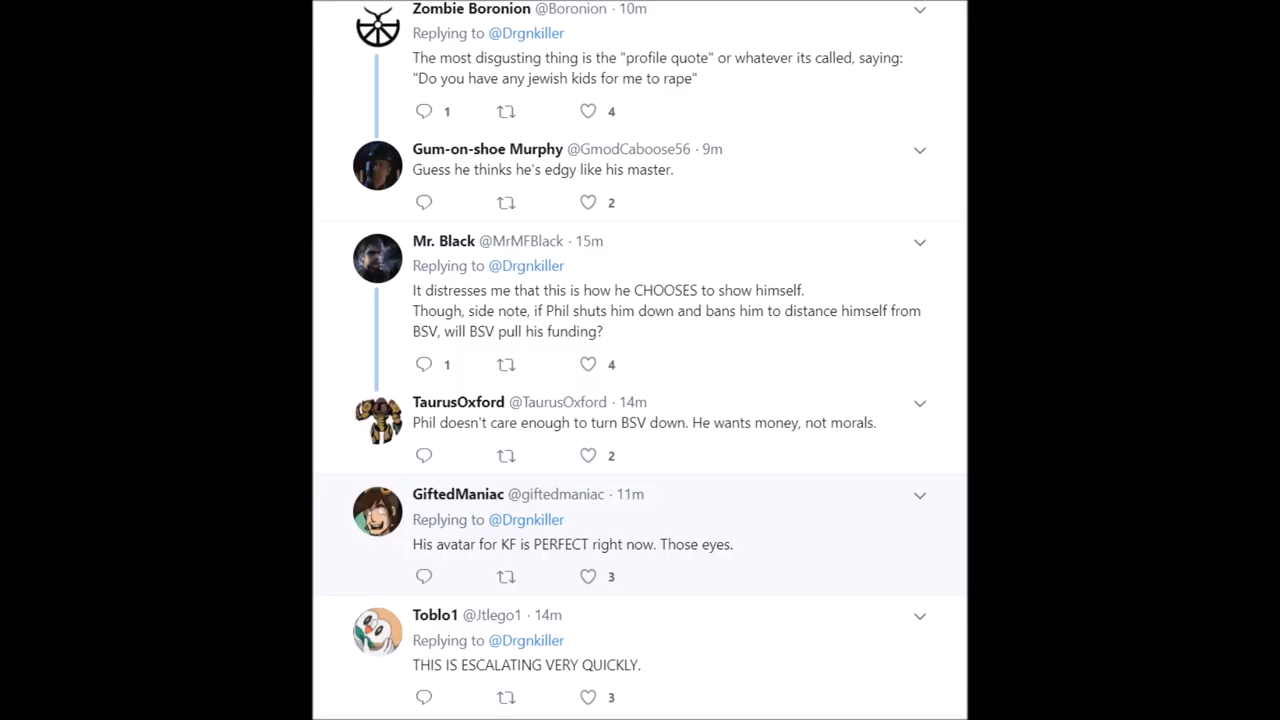 Zombie Boronion @Boronion · 10m
Replying to @Drgnkiller
The most disgusting thing is the "profile quote" or whatever its called, saying:
"Do you have any jewish kids for me to rape"
1 4
Gum-on-shoe Murphy @GmodCaboose56 · 9m
Guess he thinks he's edgy like his master.
2
Mr. Black @MrMFBlack · 15m
Replying to @Drgnkiller
It distresses me that this is how he CHOOSES to show himself.
Though, side note, if Phil shuts him down and bans him to distance himself from
BSV, will BSV pull his funding?
1 4
TaurusOxford @TaurusOxford · 14m
Phil doesn't care enough to turn BSV down. He wants money, not morals.
2
GiftedManiac @giftedmaniac · 11m
Replying to @Drgnkiller
His avatar for KF is PERFECT right now. Those eyes.
3
Toblo1 @Jtlego1 · 14m
Replying to @Drgnkiller
THIS IS ESCALATING VERY QUICKLY.
3